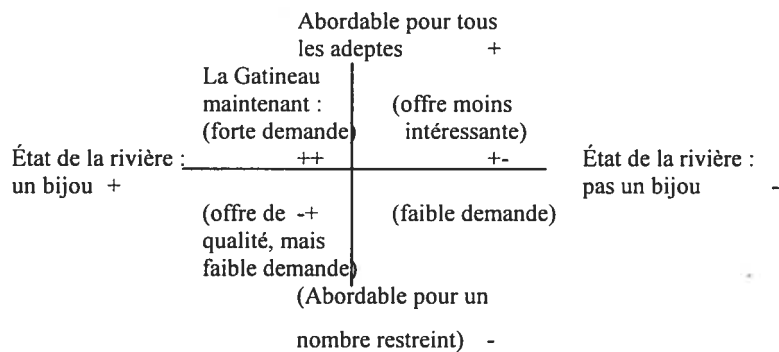 Abordable pour tous
les adeptes +
La Gatineau
maintenant :
(forte demande)
++
(offre moins
intéressante)
+-
État de la rivière :
un bijou +
État de la rivière :
pas un bijou -
(offre de -+
qualité, mais
faible demande)
(faible demande)
(Abordable pour un
nombre restreint) -